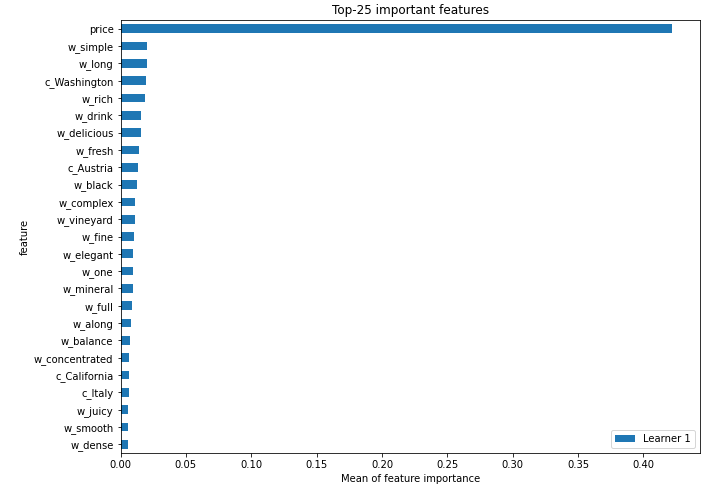 Top-25 important features
price
w_simple
w_long
c_Washington
w_rich
w_drink
w_delicious
w_fresh
c_Austria
w_black
w_complex
w_vineyard
w_fine
w_elegant
w_one
w_mineral
w_full
w_along
w_balance
w_concentrated
c_California
c_Italy
w_juicy
w_smooth
w_dense
feature
Learner 1
0.00 0.05 0.10 0.15 0.20 0.25 0.30 0.35 0.40
Mean of feature importance